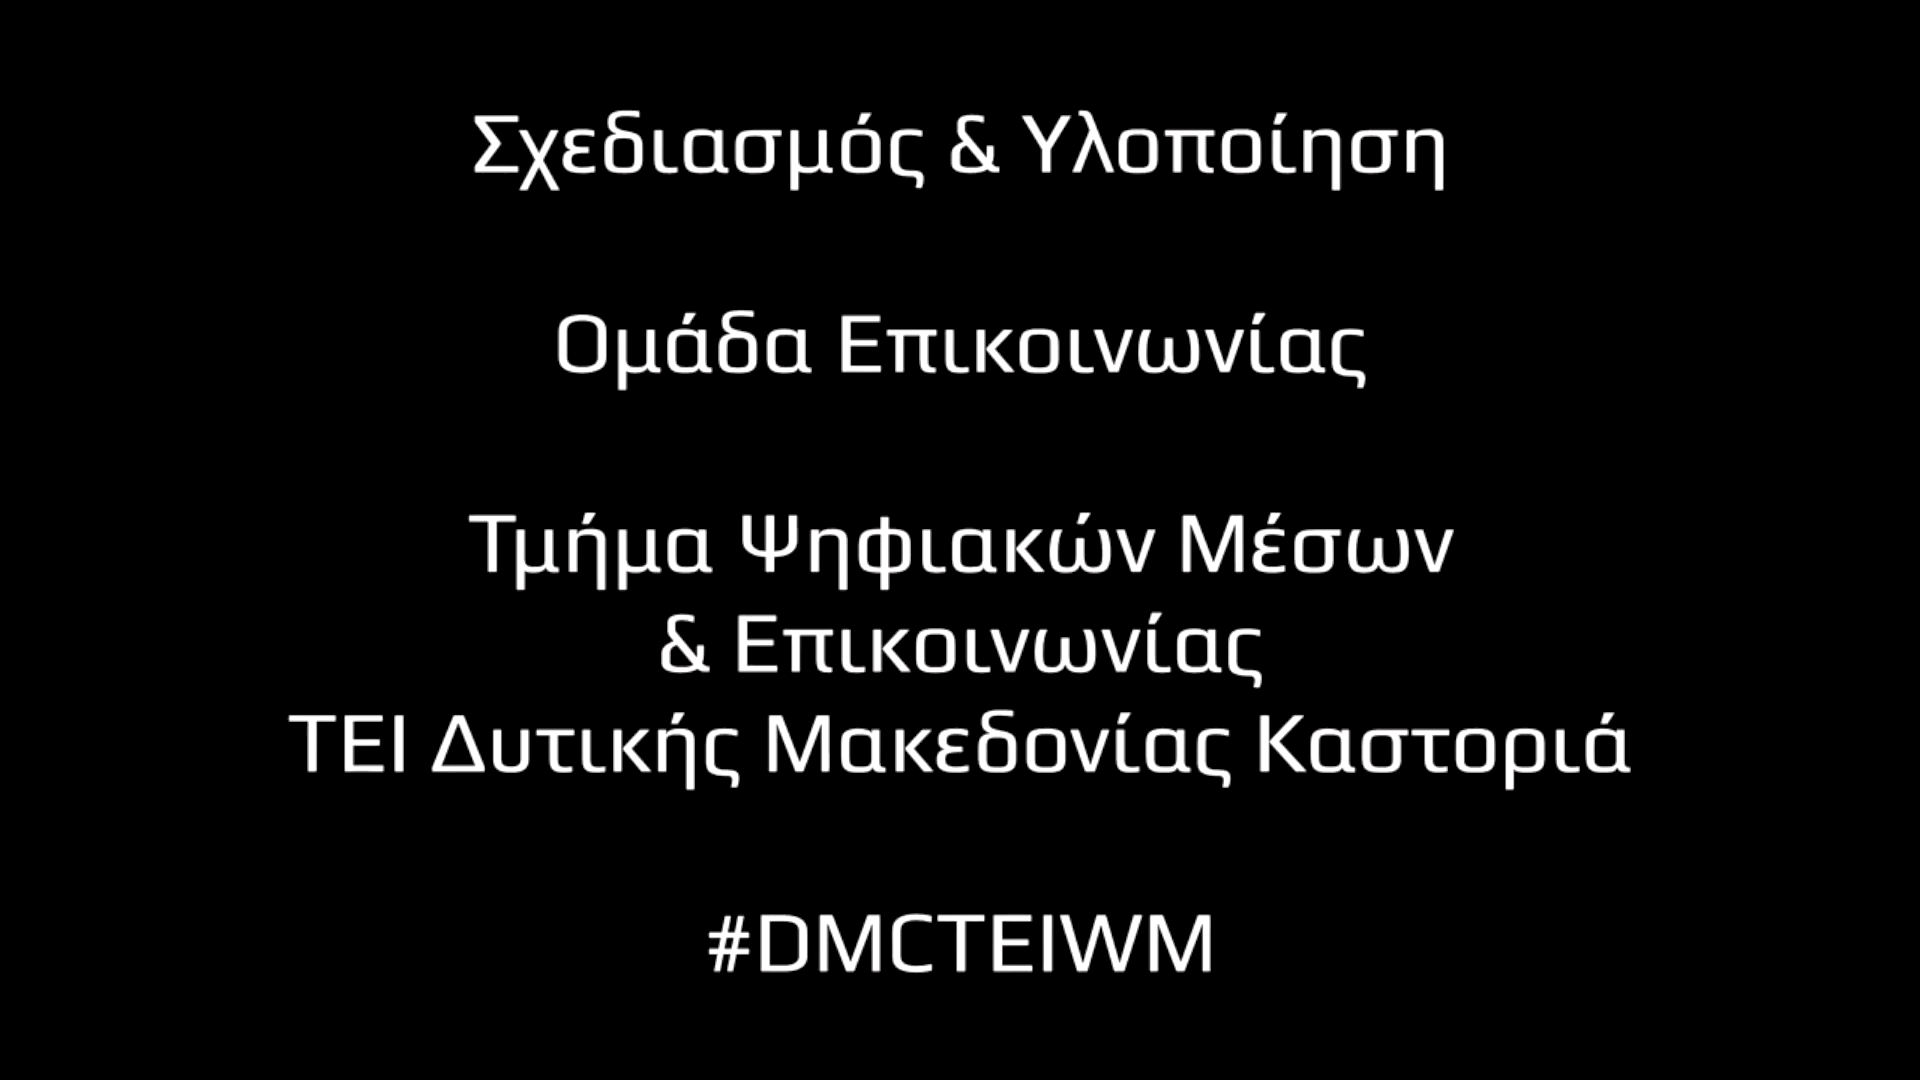 Σχεδιασμός & Υλοποίηση
Ομάδα Επικοινωνίας
Τμήμα Ψηφιακών Μέσων
& Επικοινωνίας
ΤΕΙ Δυτικής Μακεδονίας Καστοριά
#DMCTEIWM